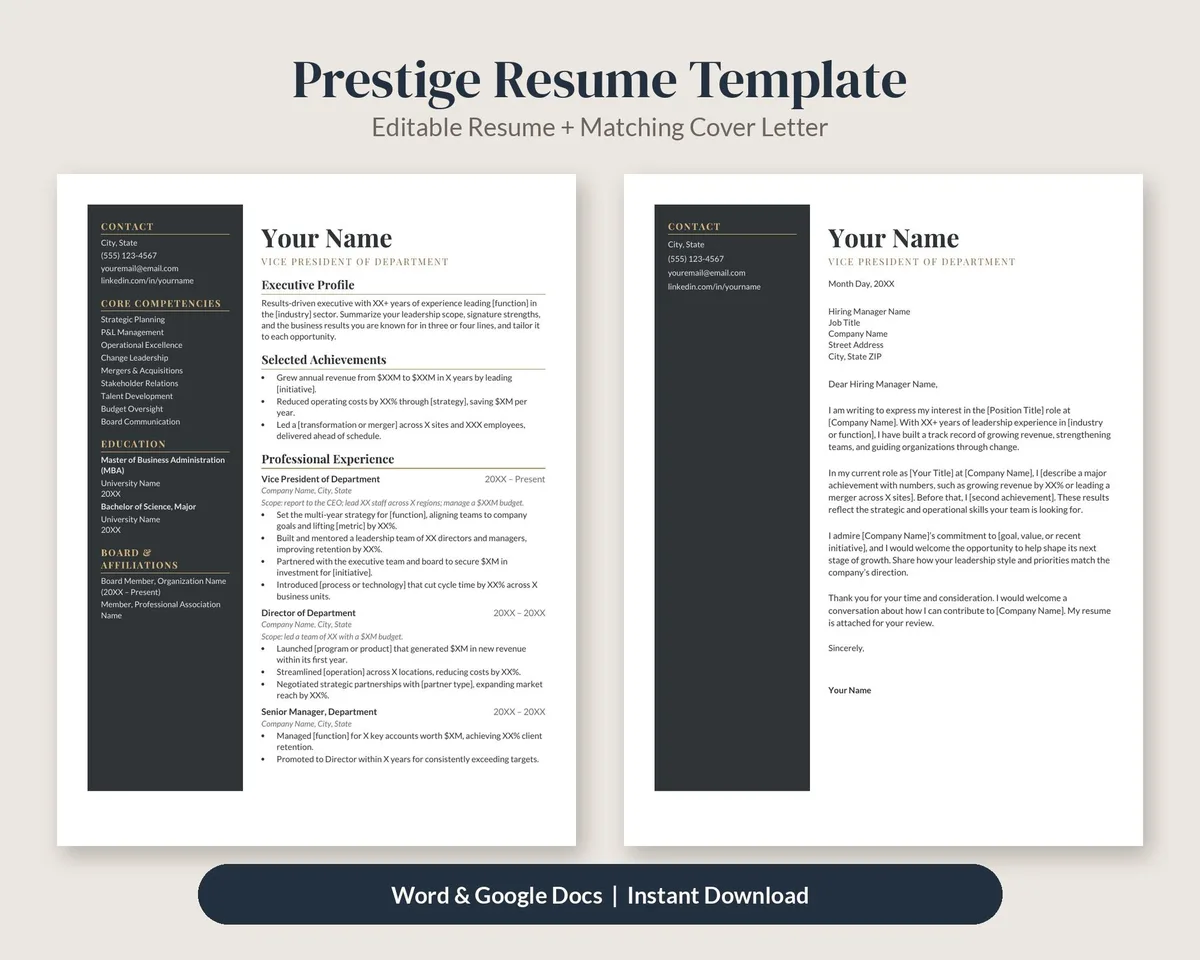 Prestige Resume Template
Editable Resume + Matching Cover Letter
CONTACT
City, State
(555) 123-4567
youremail@email.com
linkedin.com/in/yourname
CORE COMPETENCIES
Strategic Planning
P&L Management
Operational Excellence
Change Leadership
Mergers & Acquisitions
Stakeholder Relations
Talent Development
Budget Oversight
Board Communication
EDUCATION
Master of Business Administration
(MBA)
University Name
20XX
Bachelor of Science, Major
University Name
20XX
BOARD &
AFFILIATIONS
Board Member, Organization Name
(20XX – Present)
Member, Professional Association
Name
Your Name
VICE PRESIDENT OF DEPARTMENT
Executive Profile
Results-driven executive with XX+ years of experience leading [function] in
the [industry] sector. Summarize your leadership scope, signature strengths,
and the business results you are known for in three or four lines, and tailor it
to each opportunity.
Selected Achievements
• Grew annual revenue from $XXM to $XXM in X years by leading
[initiative].
• Reduced operating costs by XX% through [strategy], saving $XM per
year.
• Led a [transformation or merger] across X sites and XXX employees,
delivered ahead of schedule.
Professional Experience
Vice President of Department 20XX – Present
Company Name, City, State
Scope: report to the CEO; lead XX staff across X regions; manage a $XXM budget.
• Set the multi-year strategy for [function], aligning teams to company
goals and lifting [metric] by XX%.
• Built and mentored a leadership team of XX directors and managers,
improving retention by XX%.
• Partnered with the executive team and board to secure $XM in
investment for [initiative].
• Introduced [process or technology] that cut cycle time by XX% across X
business units.
Director of Department 20XX – 20XX
Company Name, City, State
Scope: led a team of XX with a $XM budget.
• Launched [program or product] that generated $XM in new revenue
within its first year.
• Streamlined [operation] across X locations, reducing costs by XX%.
• Negotiated strategic partnerships with [partner type], expanding market
reach by XX%.
Senior Manager, Department 20XX – 20XX
Company Name, City, State
• Managed [function] for X key accounts worth $XM, achieving XX% client
retention.
• Promoted to Director within X years for consistently exceeding targets.
CONTACT
City, State
(555) 123-4567
youremail@email.com
linkedin.com/in/yourname
Your Name
VICE PRESIDENT OF DEPARTMENT
Month Day, 20XX
Hiring Manager Name
Job Title
Company Name
Street Address
City, State ZIP
Dear Hiring Manager Name,
I am writing to express my interest in the [Position Title] role at
[Company Name]. With XX+ years of leadership experience in [industry
or function], I have built a track record of growing revenue, strengthening
teams, and guiding organizations through change.
In my current role as [Your Title] at [Company Name], I [describe a major
achievement with numbers, such as growing revenue by XX% or leading a
merger across X sites]. Before that, I [second achievement]. These results
reflect the strategic and operational skills your team is looking for.
I admire [Company Name]'s commitment to [goal, value, or recent
initiative], and I would welcome the opportunity to help shape its next
stage of growth. Share how your leadership style and priorities match the
company's direction.
Thank you for your time and consideration. I would welcome a
conversation about how I can contribute to [Company Name]. My resume
is attached for your review.
Sincerely,
Your Name
Word & Google Docs | Instant Download